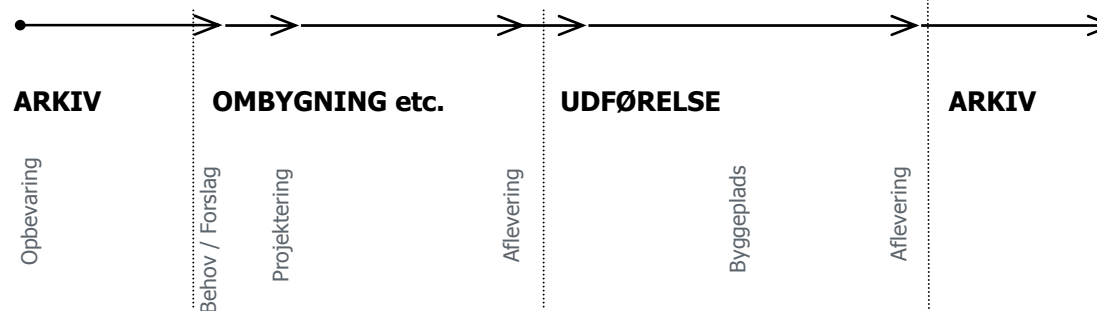 ARKIV
OMBYGNING etc.
UDFØRELSE
ARKIV
Opbevaring
Behov / Forslag
Projektering
Aflevering
Byggeplads
Aflevering